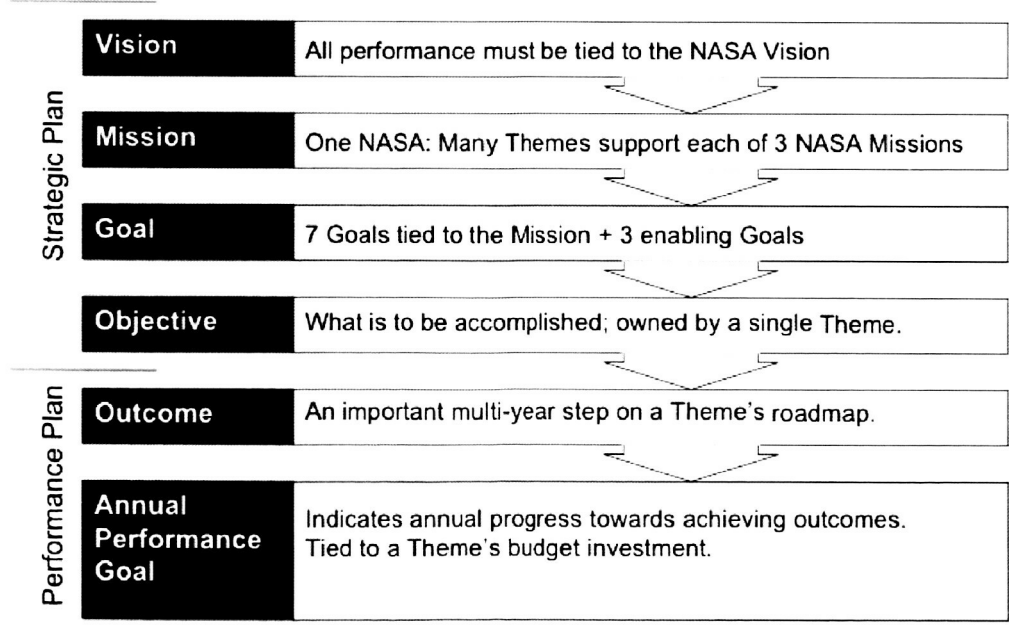 Strategic Plan
Vision
All performance must be tied to the NASA Vision
Mission
One NASA: Many Themes support each of 3 NASA Missions
Goal
7 Goals tied to the Mission + 3 enabling Goals
Objective
What is to be accomplished; owned by a single Theme.
Performance Plan
Outcome
An important multi-year step on a Theme's roadmap.
Annual
Performance
Goal
Indicates annual progress towards achieving outcomes.
Tied to a Theme's budget investment.